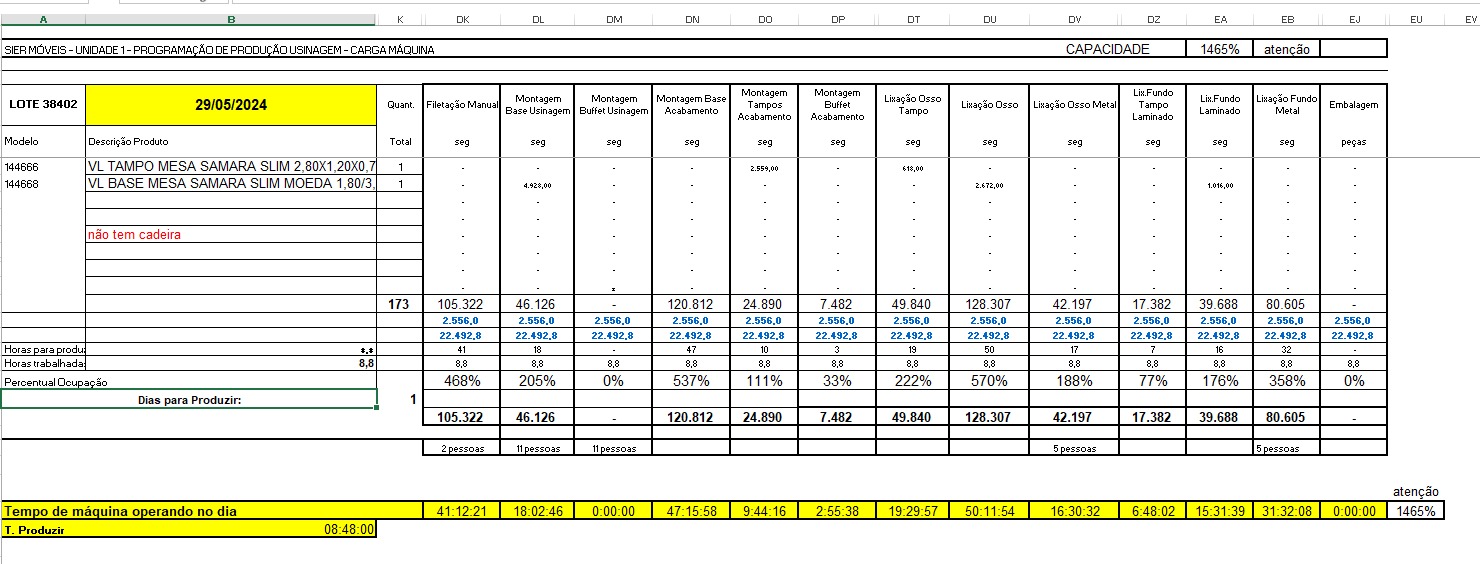 A B K DK DL DM DN DO DP DT DU DV DZ EA EB EJ EU EV
SIER MÓVEIS - UNIDADE 1 - PROGRAMAÇÃO DE PRODUÇÃO USINAGEM - CARGA MÁQUINA CAPACIDADE 1465% atenção
LOTE 38402 29/05/2024 Quant. Filetação Manual Montagem Base Usinagem Montagem Buffet Usinagem Montagem Base Acabamento Montagem Tampos Acabamento Montagem Buffet Acabamento Lixação Osso Tampo Lixação Osso Lixação Osso Metal Lix.Fundo Tampo Laminado Lix.Fundo Laminado Lixação Fundo Metal Embalagem
Modelo Descrição Produto Total seg seg seg seg seg seg seg seg seg seg seg seg peças
144666 VL TAMPO MESA SAMARA SLIM 2,80X1,20X0,7 1 - - - - 2.559,00 - 618,00 - - - - - -
144668 VL BASE MESA SAMARA SLIM MOEDA 1,80/3, 1 - 4.928,00 - - - - - 2.672,00 - - 1.016,00 - -
- - - - - - - - - - - - -
- - - - - - - - - - - - -
não tem cadeira - - - - - - - - - - - - -
- - - - - - - - - - - - -
- - - - - - - - - - - - -
- - - - - - - - - - - -
173 105.322 46.126 - 120.812 24.890 7.482 49.840 128.307 42.197 17.382 39.688 80.605 -
2.556,0 2.556,0 2.556,0 2.556,0 2.556,0 2.556,0 2.556,0 2.556,0 2.556,0 2.556,0 2.556,0 2.556,0 2.556,0
22.492,8 22.492,8 22.492,8 22.492,8 22.492,8 22.492,8 22.492,8 22.492,8 22.492,8 22.492,8 22.492,8 22.492,8 22.492,8
Horas para produz 41 18 - 47 10 3 19 50 17 7 16 32 -
Horas trabalhadas 8,8 8,8 8,8 8,8 8,8 8,8 8,8 8,8 8,8 8,8 8,8 8,8 8,8 8,8
Percentual Ocupação 468% 205% 0% 537% 111% 33% 222% 570% 188% 77% 176% 358% 0%
Dias para Produzir: 1
105.322 46.126 - 120.812 24.890 7.482 49.840 128.307 42.197 17.382 39.688 80.605 -
2 pessoas 11 pessoas 11 pessoas 5 pessoas 5 pessoas
atenção
Tempo de máquina operando no dia 41:12:21 18:02:46 0:00:00 47:15:58 9:44:16 2:55:38 19:29:57 50:11:54 16:30:32 6:48:02 15:31:39 31:32:08 0:00:00 1465%
T. Produzir 08:48:00